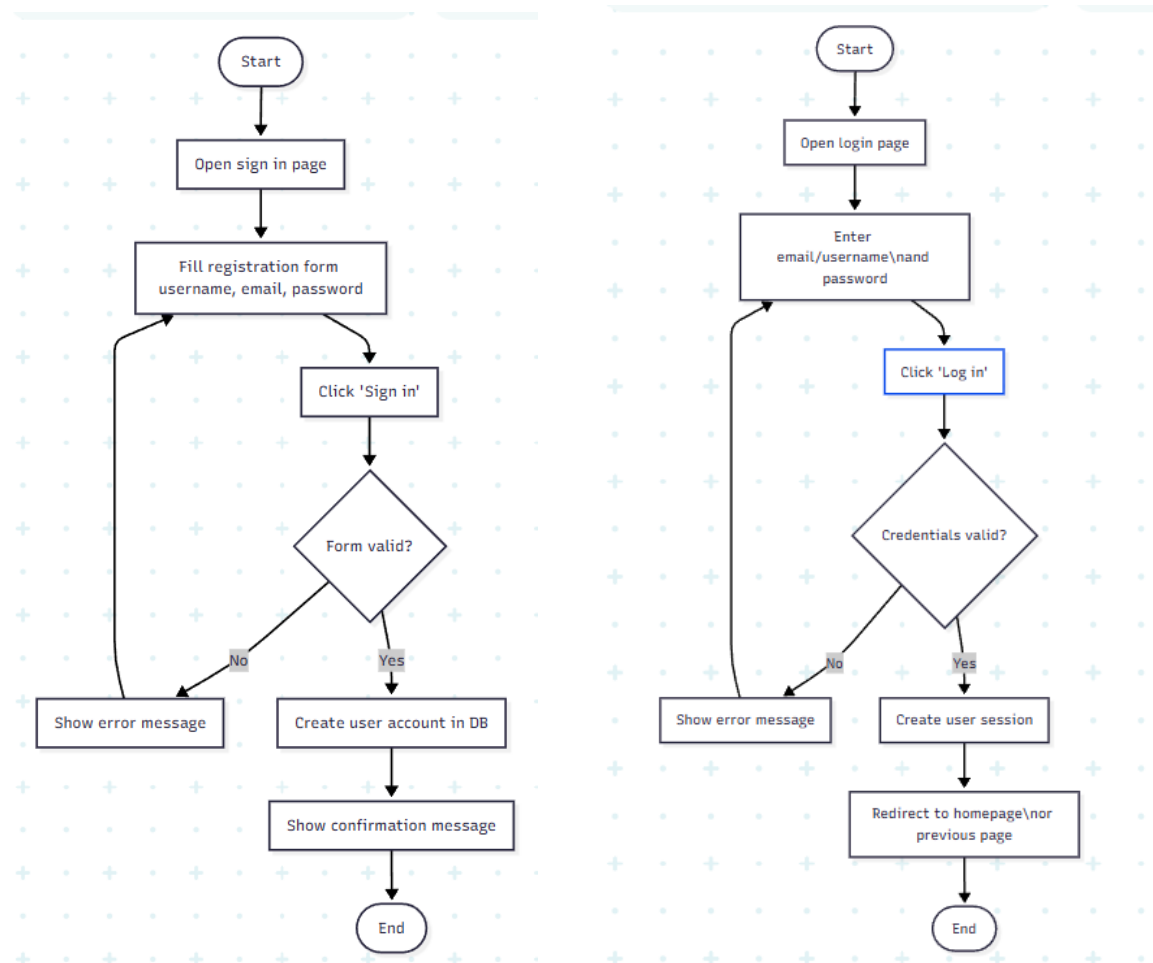 Start
Open sign in page
Fill registration form
username, email, password
Click 'Sign in'
Form valid?
No
Yes
Show error message
Create user account in DB
Show confirmation message
End
Start
Open login page
Enter
email/username\nand
password
Click 'Log in'
Credentials valid?
No
Yes
Show error message
Create user session
Redirect to homepage\nor
previous page
End